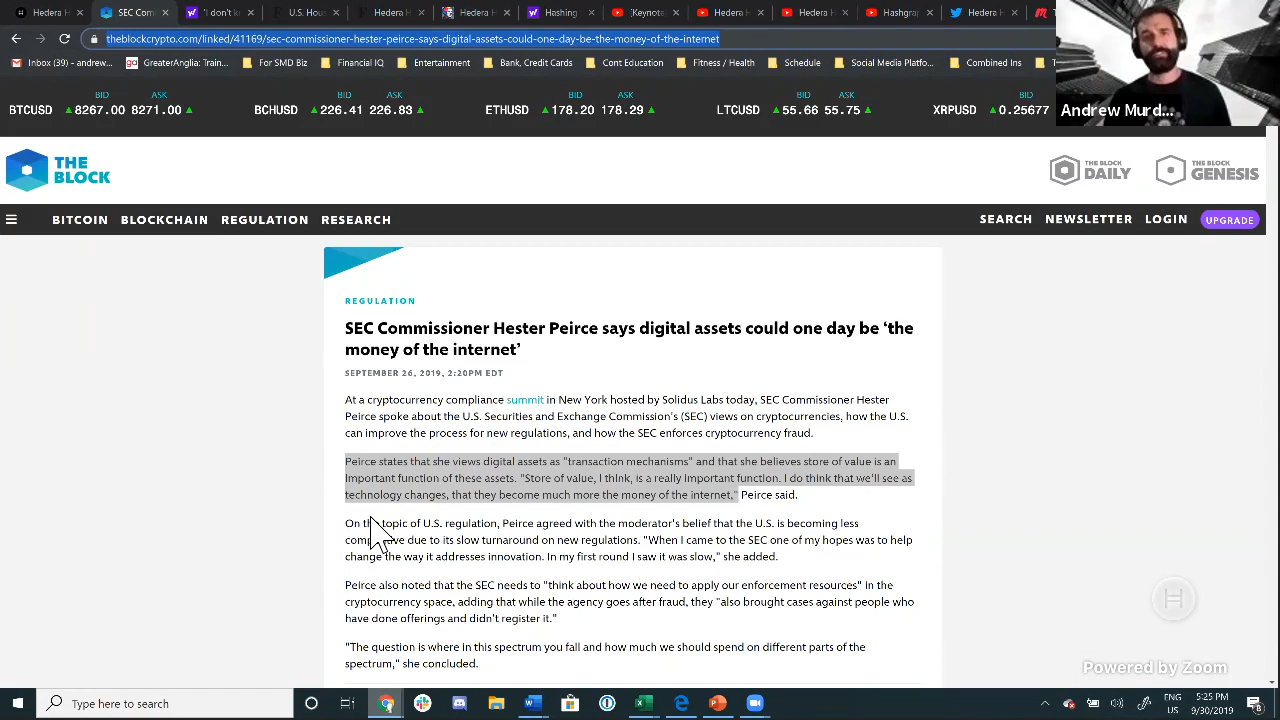 Hedera H
SEC Com
'I don't k
U.S. Hou
Hedera H
Hedera H
Hashing
[Keynote
Hedera H
Hashgra
Hedera H
theblockcrypto.com/linked/41169/sec-commissioner-hester-peirce-says-digital-assets-could-one-day-be-the-money-of-the-internet
Inbox (39) - andrew...
GreaterAnglia: Train...
For SMD Biz
Financial IS
Entertainment
Bank, Credit Cards
Cont Education
Fitness / Health
Schedule
Social Media Platfo...
Combined Ins
Andrew Murd...
BID ASK
BTCUSD 8267.00 8271.00
BID ASK
BCHUSD 226.41 226.83
BID ASK
ETHUSD 178.20 178.29
BID ASK
LTCUSD 55.66 55.75
BID
XRPUSD 0.25677
THE BLOCK
THE BLOCK DAILY
THE BLOCK GENESIS
BITCOIN BLOCKCHAIN REGULATION RESEARCH
SEARCH NEWSLETTER LOGIN UPGRADE
REGULATION
SEC Commissioner Hester Peirce says digital assets could one day be ‘the
money of the internet’
SEPTEMBER 26, 2019, 2:20PM EDT
At a cryptocurrency compliance summit in New York hosted by Solidus Labs today, SEC Commissioner Hester
Peirce spoke about the U.S. Securities and Exchange Commission's (SEC) views on cryptocurrencies, how the U.S.
can improve the process for new regulations, and how the SEC enforces cryptocurrency fraud.
Peirce states that she views digital assets as "transaction mechanisms" and that she believes store of value is an
important function of these assets. "Store of value, I think, is a really important function. I do think that we'll see as
technology changes, that they become much more the money of the internet," Peirce said.
On the topic of U.S. regulation, Peirce agreed with the moderator's belief that the U.S. is becoming less
due to its slow turnaround on new regulations. "When I came to the SEC one of my hopes was to help
change the way it addresses innovation. In my first round I saw it was slow," she added.
Peirce also noted that the SEC needs to "think about how we need to apply our enforcement resources" in the
cryptocurrency space, adding that while the agency goes after fraud, they "also brought cases against people who
have done offerings and didn't register it."
"The question is where in this spectrum you fall and how much we should spend on different parts of the
spectrum," she concluded.
Powered by Zoom
Type here to search
ENG
US
5:25 PM
9/30/2019
8